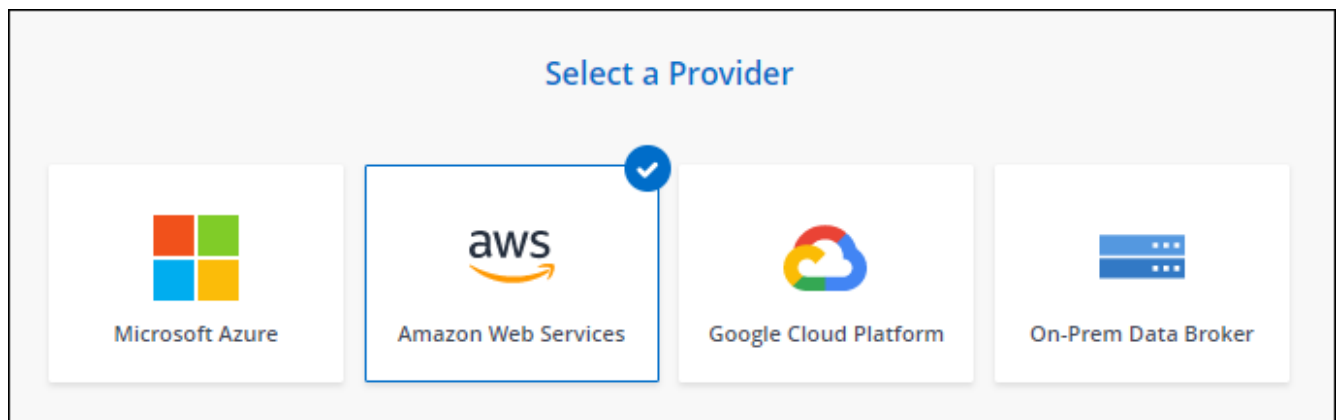 Select a Provider
aws
Microsoft Azure
Amazon Web Services
Google Cloud Platform
On-Prem Data Broker